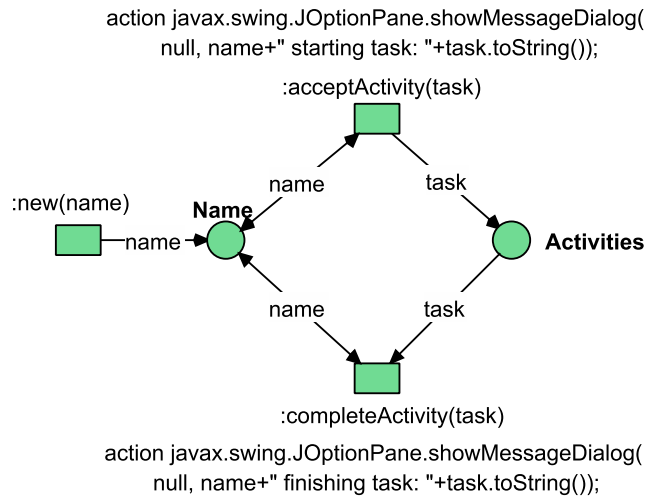 action javax.swing.JOptionPane.showMessageDialog(
null, name+" starting task: "+task.toString());
:acceptActivity(task)
name
task
:new(name)
Name
name
Activities
name
task
:completeActivity(task)
action javax.swing.JOptionPane.showMessageDialog(
null, name+" finishing task: "+task.toString());